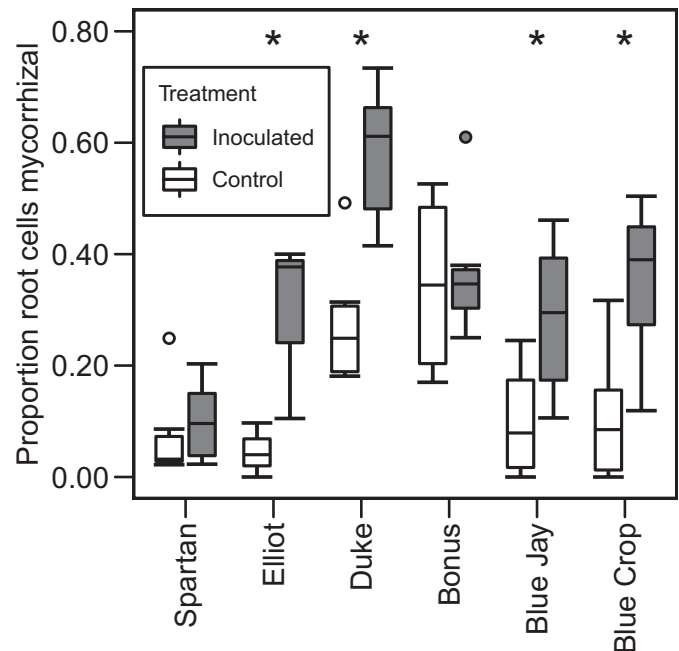 * * * *
0.80
0.60
0.40
0.20
0.00
Proportion root cells mycorrhizal
Treatment
Inoculated
Control
Spartan
Elliot
Duke
Bonus
Blue Jay
Blue Crop